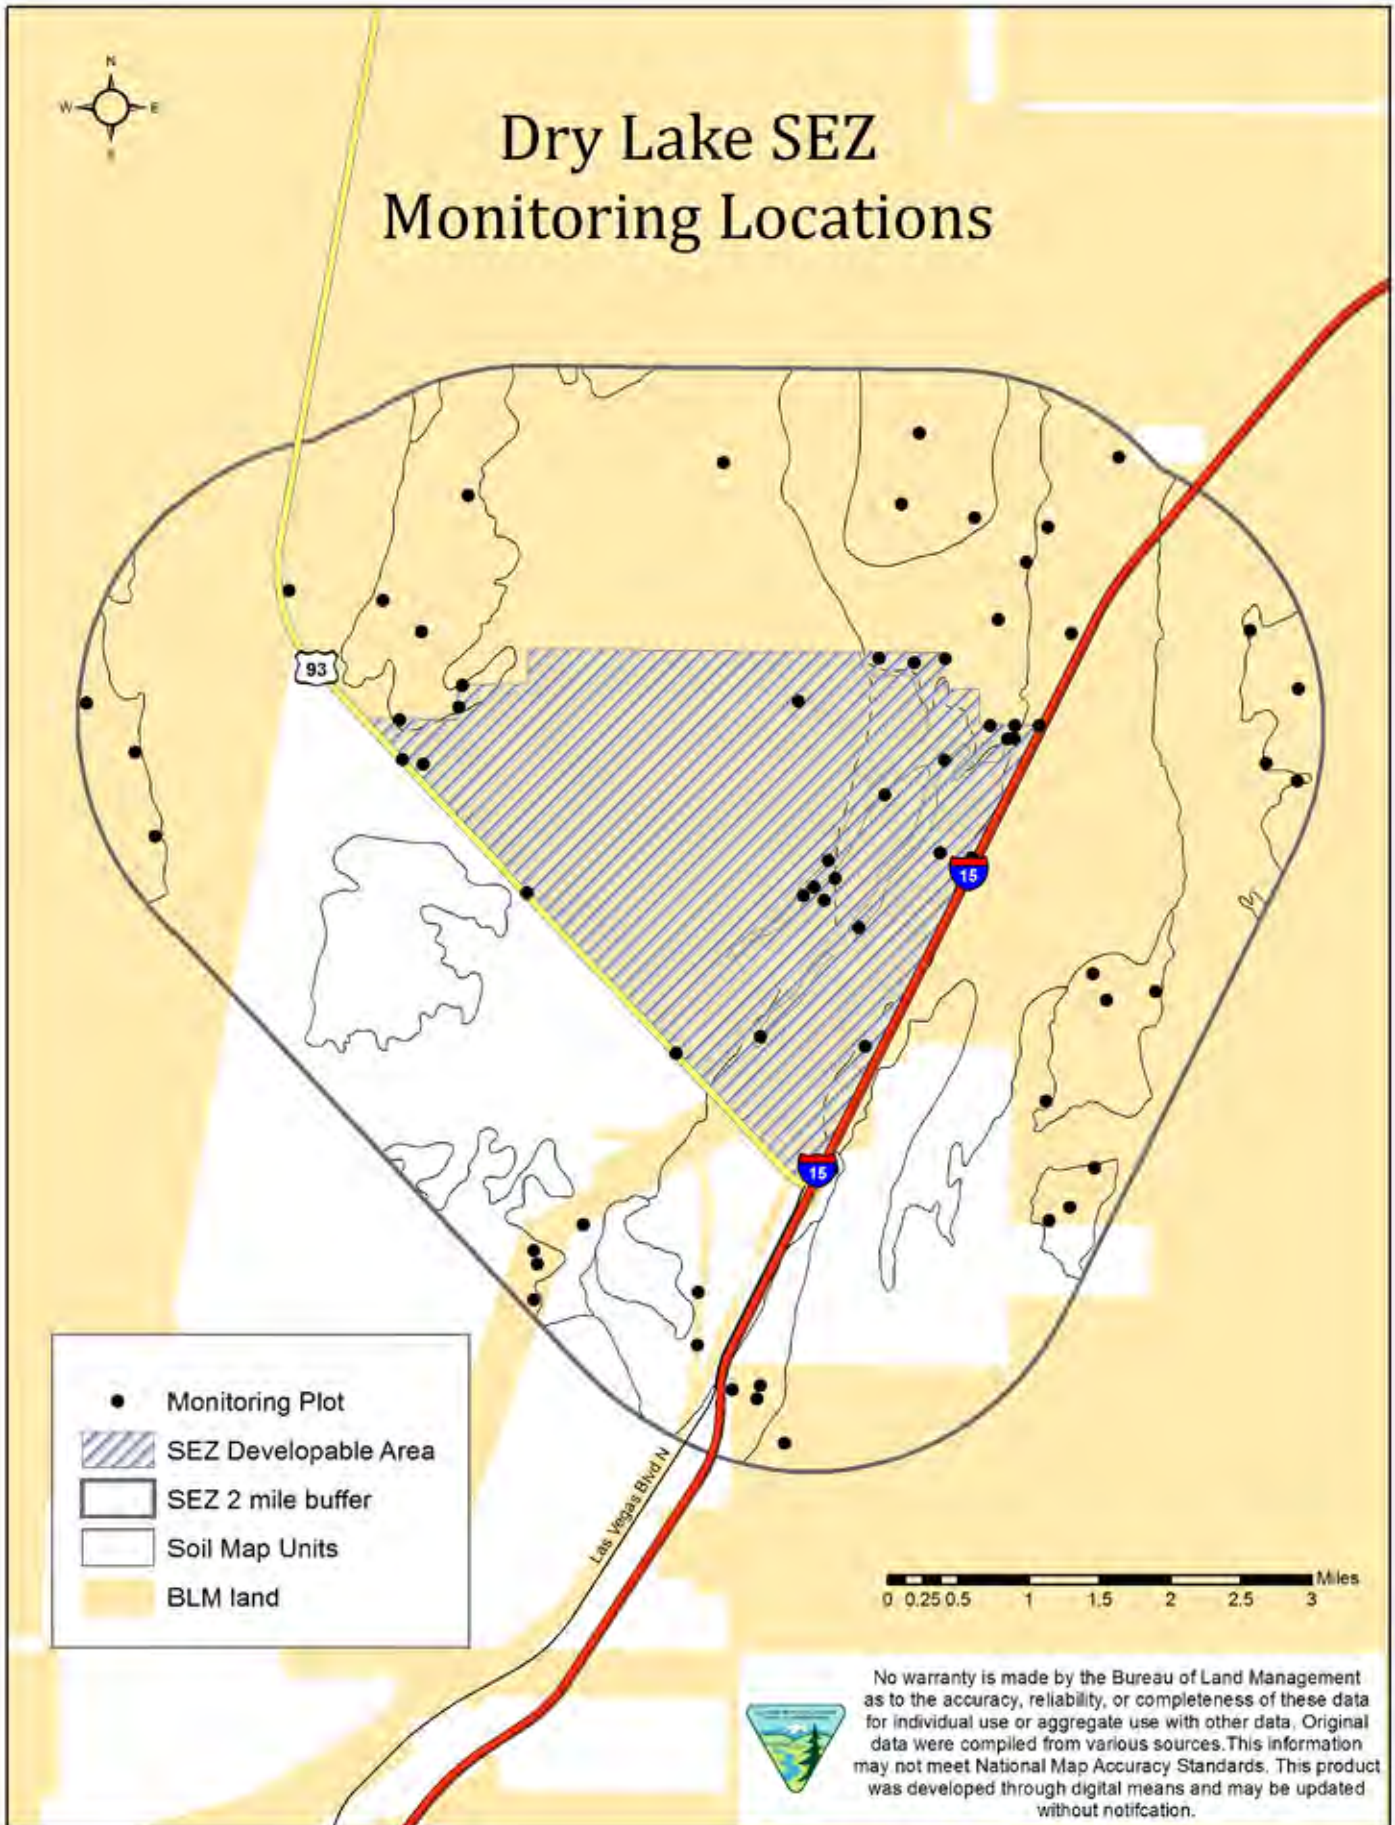 N
W E
S
Dry Lake SEZ
Monitoring Locations
93
15
15
Las Vegas Blvd N
Monitoring Plot
SEZ Developable Area
SEZ 2 mile buffer
Soil Map Units
BLM land
Miles
0 0.25 0.5 1 1.5 2 2.5 3
No warranty is made by the Bureau of Land Management
as to the accuracy, reliability, or completeness of these data
for individual use or aggregate use with other data. Original
data were compiled from various sources.This information
may not meet National Map Accuracy Standards. This product
was developed through digital means and may be updated
without notifcation.